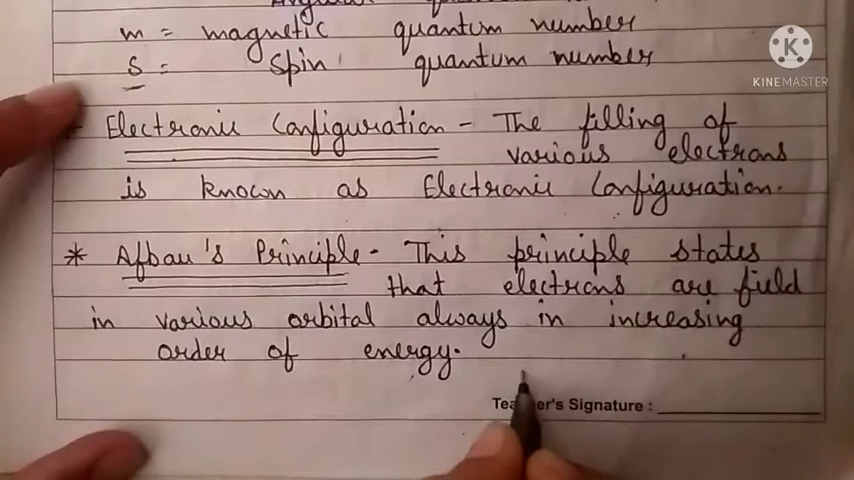 Angular
m = magnetic quantum number
s = spin quantum number
K
KINEMASTER
Electronic Configuration - The filling of
various electrons
is known as Electronic Configuration.
* Afbau's Principle - This principle states
that electrons are field
in various orbital always in increasing
order of energy.
Teacher's Signature :